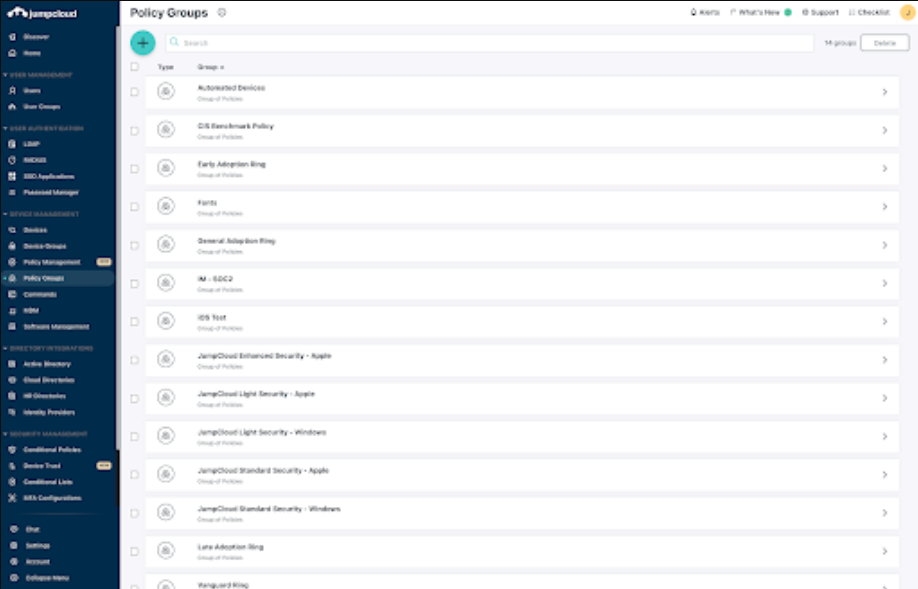 jumpcloud
Discover
Home
USER MANAGEMENT
Users
User Groups
USER AUTHENTICATION
LDAP
RADIUS
SSO Applications
Password Manager
DEVICE MANAGEMENT
Devices
Device Groups
Policy Management
Policy Groups
Commands
MDM
Software Management
DIRECTORY INTEGRATIONS
Active Directory
Cloud Directories
HR Directories
Identity Providers
SECURITY MANAGEMENT
Conditional Policies
Device Trust
Conditional Lists
MFA Configurations
Chat
Settings
Account
Collapse Menu
Policy Groups
Alerts
What's New
Support
Checklist
J
Search
14 groups
Delete
Type Group
Automated Devices
Group of Policies
CIS Benchmark Policy
Group of Policies
Early Adoption Ring
Group of Policies
Fonts
Group of Policies
General Adoption Ring
Group of Policies
IM - SOC2
Group of Policies
iOS Test
Group of Policies
JumpCloud Enhanced Security - Apple
Group of Policies
JumpCloud Light Security - Apple
Group of Policies
JumpCloud Light Security - Windows
Group of Policies
JumpCloud Standard Security - Apple
Group of Policies
JumpCloud Standard Security - Windows
Group of Policies
Late Adoption Ring
Group of Policies
Vanguard Ring